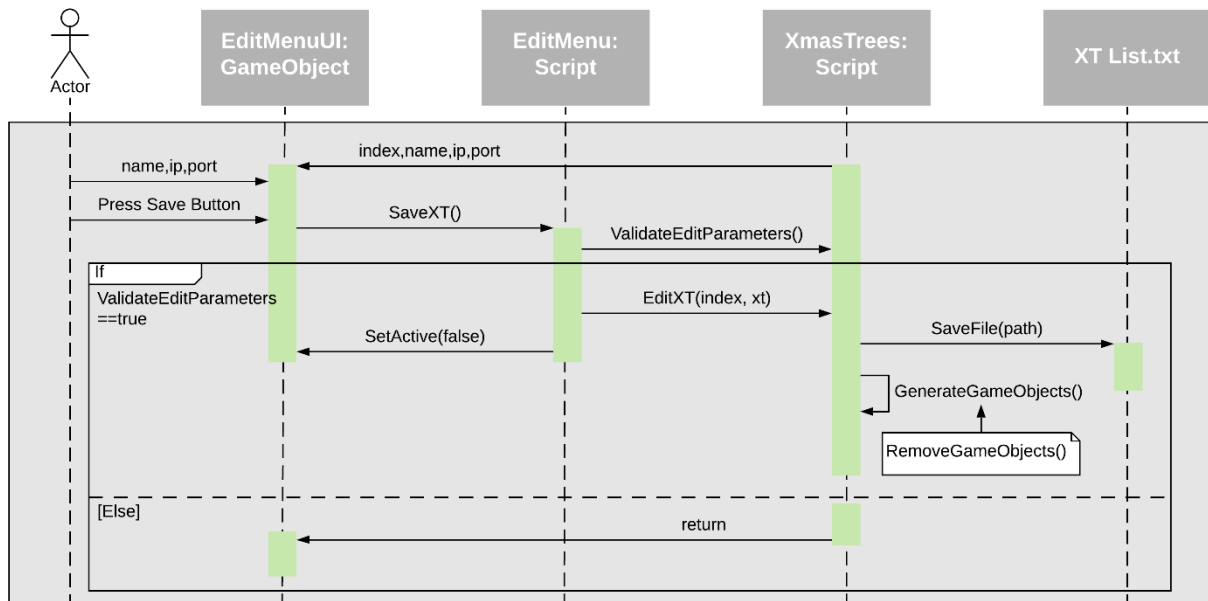 EditMenuUI:
GameObject
EditMenu:
Script
XmasTrees:
Script
XT List.txt
Actor
index,name,ip,port
name,ip,port
Press Save Button
SaveXT()
ValidateEditParameters()
If
ValidateEditParameters
==true
EditXT(index, xt)
SetActive(false)
SaveFile(path)
GenerateGameObjects()
RemoveGameObjects()
[Else]
return